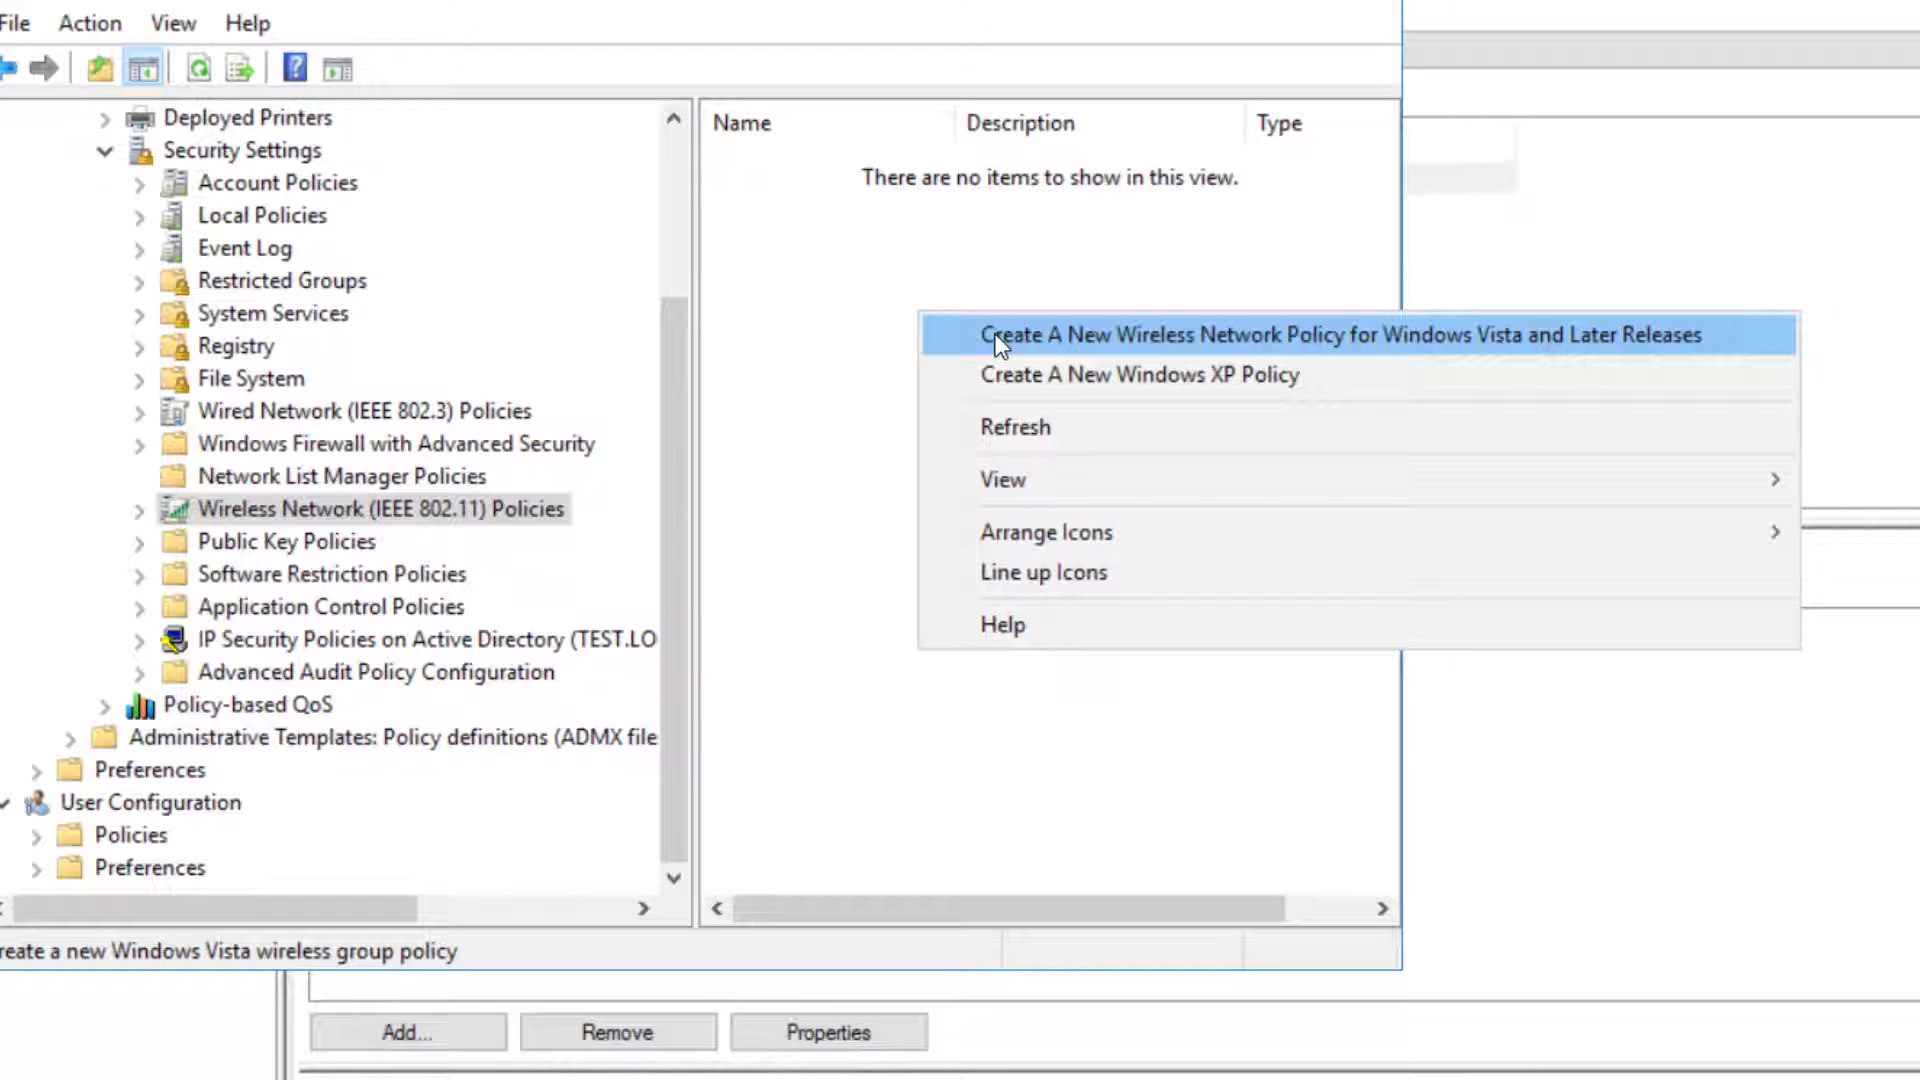 File Action View Help
Deployed Printers
Security Settings
Account Policies
Local Policies
Event Log
Restricted Groups
System Services
Registry
File System
Wired Network (IEEE 802.3) Policies
Windows Firewall with Advanced Security
Network List Manager Policies
Wireless Network (IEEE 802.11) Policies
Public Key Policies
Software Restriction Policies
Application Control Policies
IP Security Policies on Active Directory (TEST.LO
Advanced Audit Policy Configuration
Policy-based QoS
Administrative Templates: Policy definitions (ADMX file
Preferences
User Configuration
Policies
Preferences
Name Description Type
There are no items to show in this view.
Create A New Wireless Network Policy for Windows Vista and Later Releases
Create A New Windows XP Policy
Refresh
View
Arrange Icons
Line up Icons
Help
reate a new Windows Vista wireless group policy
Add... Remove Properties